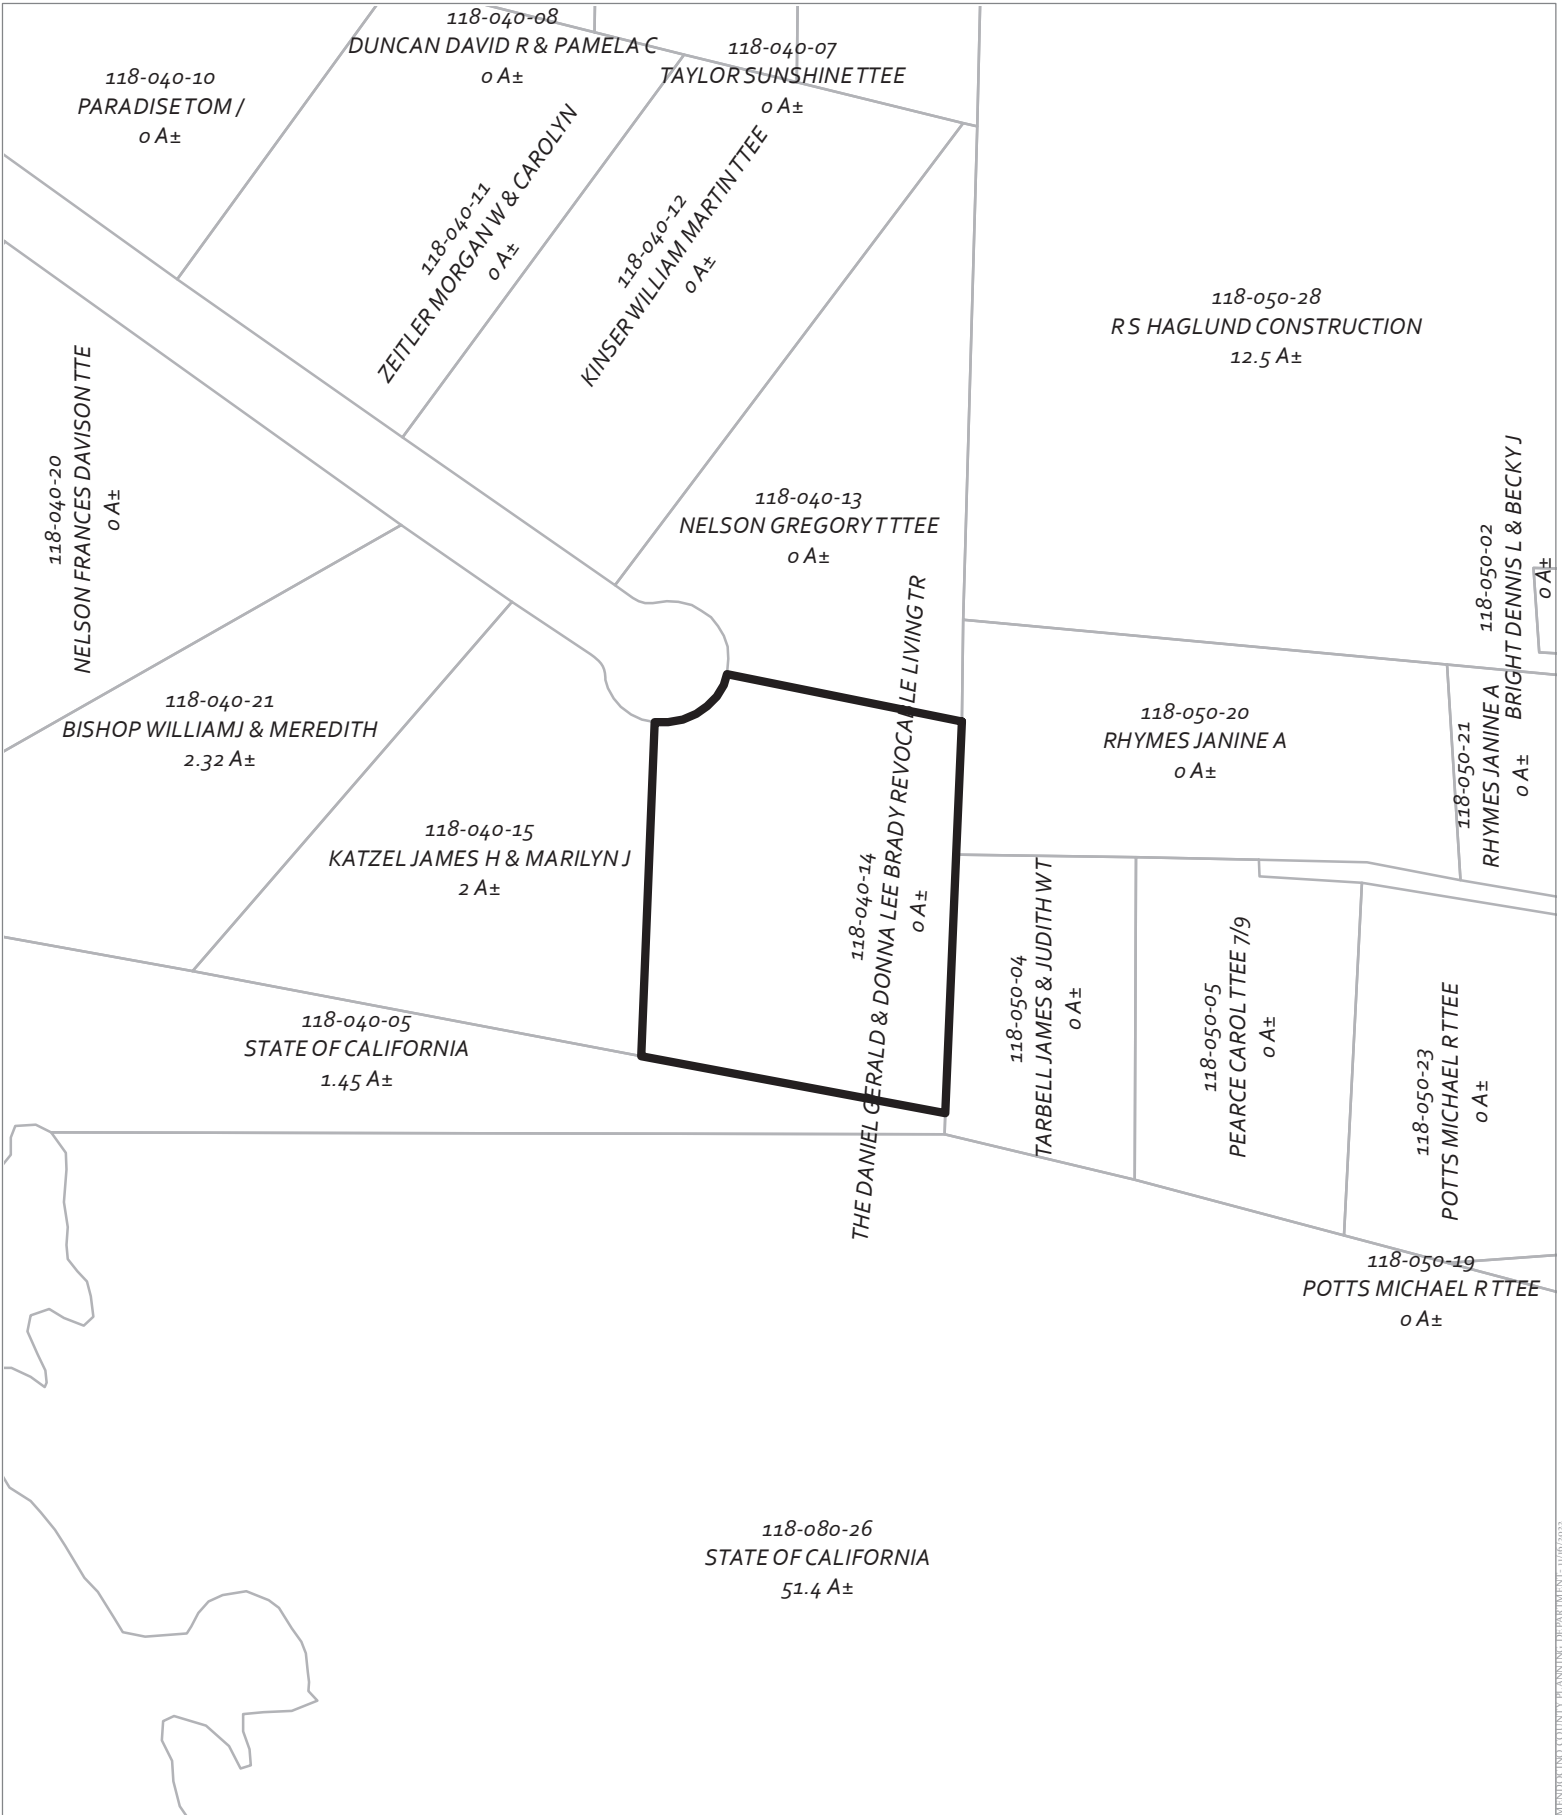 118-040-08
DUNCAN DAVID R & PAMELA C
0 A±
118-040-07
TAYLOR SUNSHINE TTEE
0 A±
118-040-10
PARADISE TOM /
0 A±
118-040-11
ZEITLER MORGAN W & CAROLYN
0 A±
118-040-12
KINSER WILLIAM MARTIN TTEE
0 A±
118-050-28
R S HAGLUND CONSTRUCTION
12.5 A±
118-040-20
NELSON FRANCES DAVISON TTE
0 A±
118-040-13
NELSON GREGORY T TTEE
0 A±
118-050-02
BRIGHT DENNIS L & BECKY J
0 A±
118-040-21
BISHOP WILLIAM J & MEREDITH
2.32 A±
118-050-20
RHYMES JANINE A
0 A±
118-050-21
RHYMES JANINE A
0 A±
118-040-15
KATZEL JAMES H & MARILYN J
2 A±
118-040-14
THE DANIEL GERALD & DONNA LEE BRADY REVOCABLE LIVING TR
0 A±
118-050-04
TARBELL JAMES & JUDITH W T
0 A±
118-050-05
PEARCE CAROL TTEE 7/9
0 A±
118-050-23
POTTS MICHAEL R TTEE
0 A±
118-040-05
STATE OF CALIFORNIA
1.45 A±
118-050-19
POTTS MICHAEL R TTEE
0 A±
118-080-26
STATE OF CALIFORNIA
51.4 A±
MENDOCINO COUNTY PLANNING DEPARTMENT-